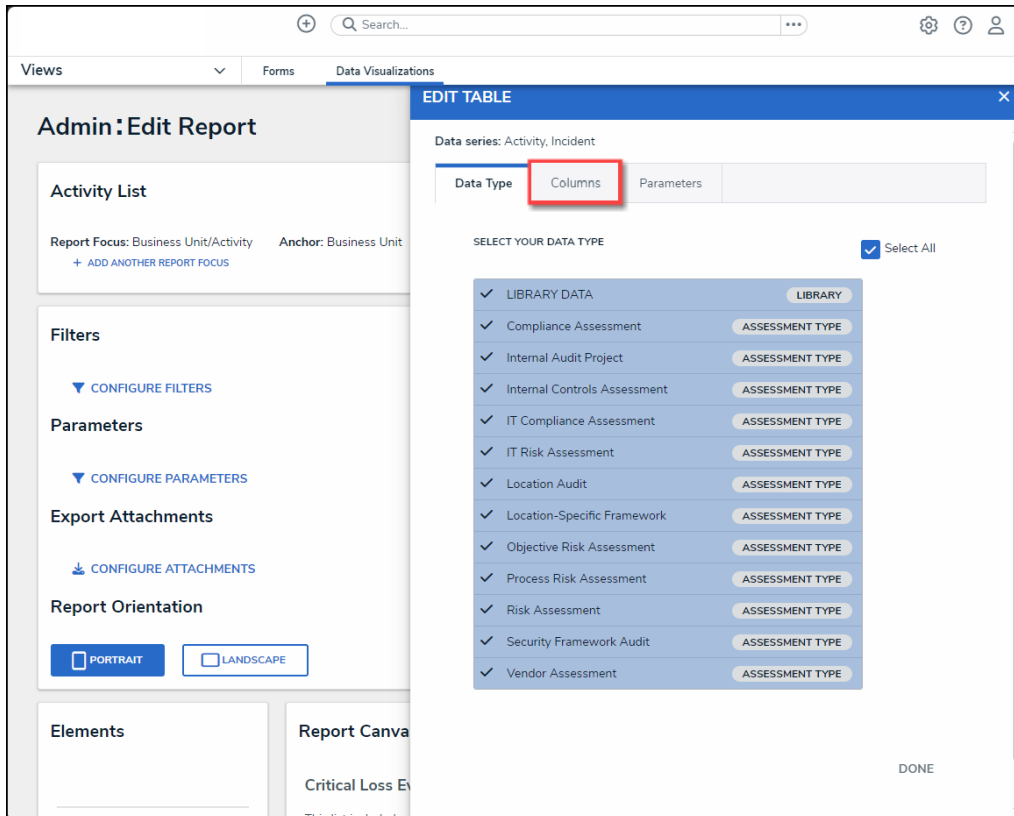 Search...
Views
Forms
Data Visualizations
EDIT TABLE
Admin:Edit Report
Data series: Activity, Incident
Data Type
Columns
Parameters
Activity List
Report Focus: Business Unit/Activity
Anchor: Business Unit
+ ADD ANOTHER REPORT FOCUS
SELECT YOUR DATA TYPE
Select All
LIBRARY DATA LIBRARY
Compliance Assessment ASSESSMENT TYPE
Internal Audit Project ASSESSMENT TYPE
Internal Controls Assessment ASSESSMENT TYPE
IT Compliance Assessment ASSESSMENT TYPE
IT Risk Assessment ASSESSMENT TYPE
Location Audit ASSESSMENT TYPE
Location-Specific Framework ASSESSMENT TYPE
Objective Risk Assessment ASSESSMENT TYPE
Process Risk Assessment ASSESSMENT TYPE
Risk Assessment ASSESSMENT TYPE
Security Framework Audit ASSESSMENT TYPE
Vendor Assessment ASSESSMENT TYPE
DONE
Filters
CONFIGURE FILTERS
Parameters
CONFIGURE PARAMETERS
Export Attachments
CONFIGURE ATTACHMENTS
Report Orientation
PORTRAIT
LANDSCAPE
Elements
Report Canva
Critical Loss Ev